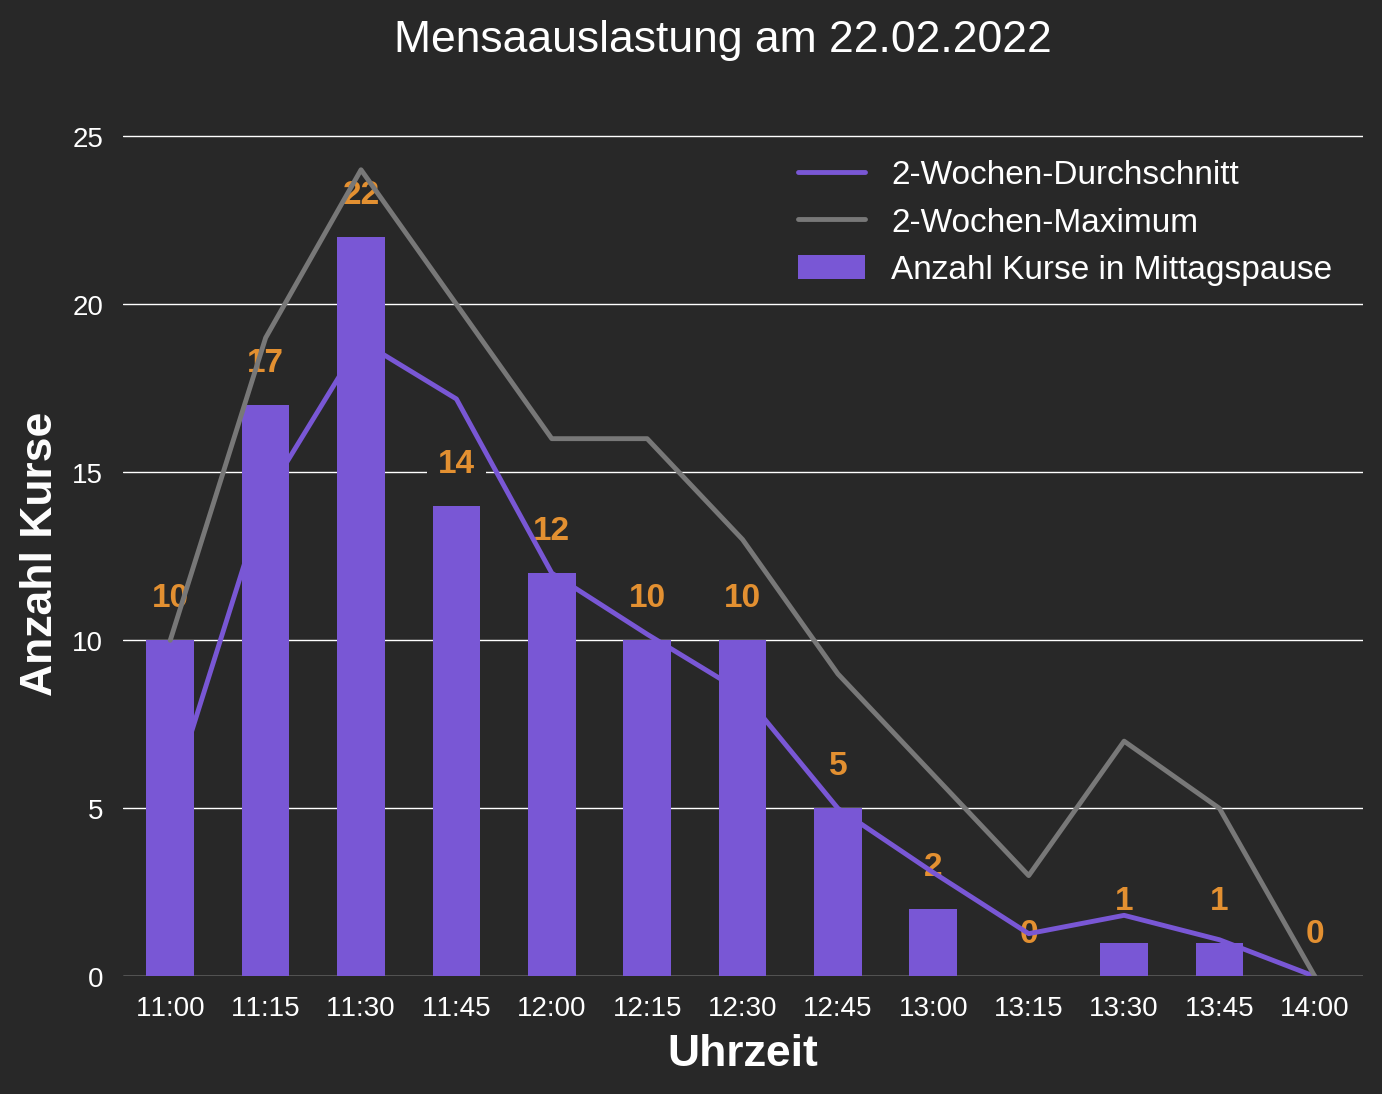 Mensaauslastung am 22.02.2022
2-Wochen-Durchschnitt
2-Wochen-Maximum
Anzahl Kurse in Mittagspause
Anzahl Kurse
25
20
15
10
5
0
10
17
22
14
12
10
10
5
2
0
1
1
0
11:00 11:15 11:30 11:45 12:00 12:15 12:30 12:45 13:00 13:15 13:30 13:45 14:00
Uhrzeit